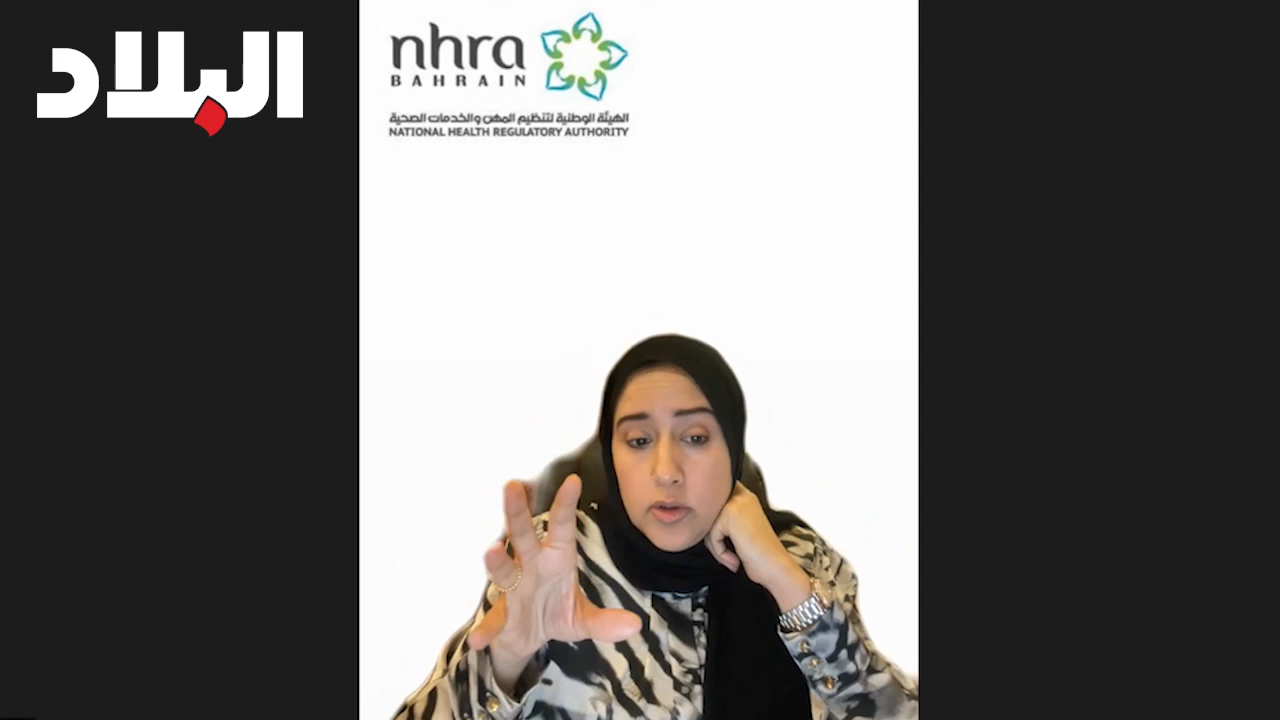 البلاد
nhra
BAHRAIN
الهيئة الوطنية لتنظيم المهن والخدمات الصحية
NATIONAL HEALTH REGULATORY AUTHORITY